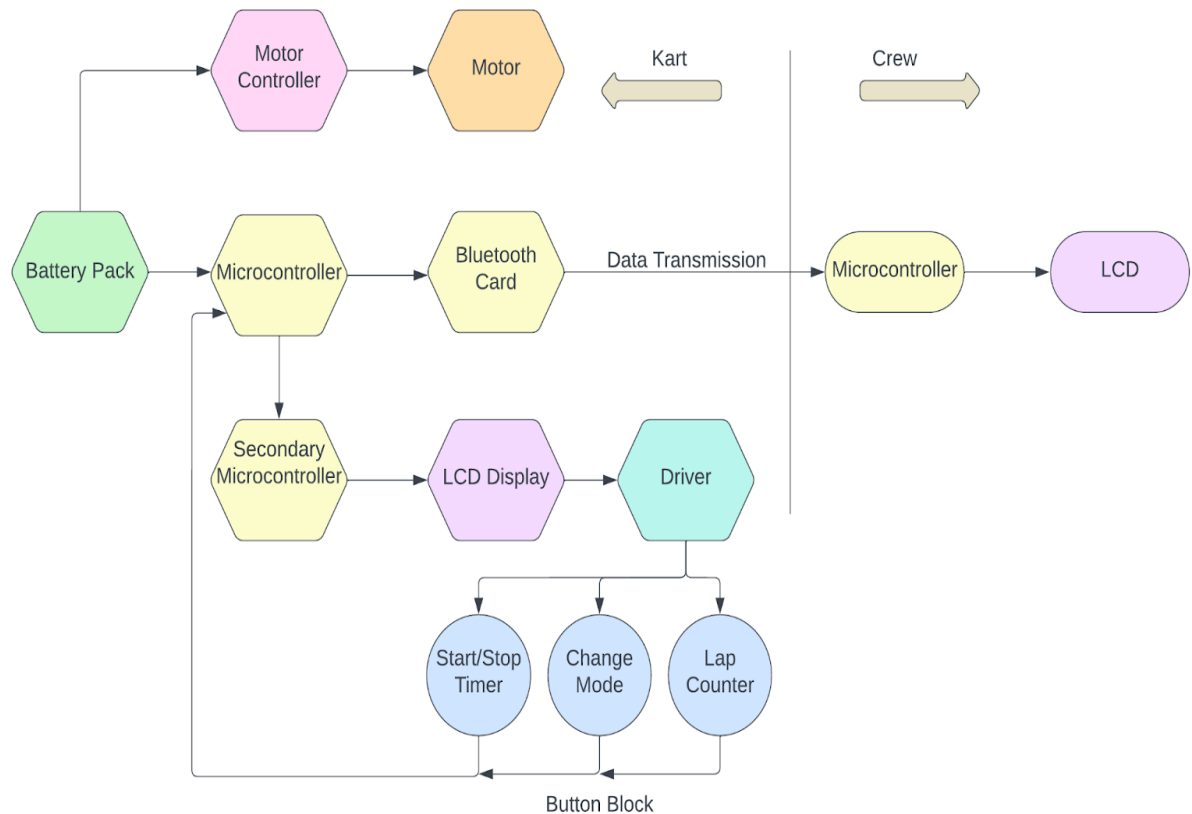 Motor
Controller
Motor
Kart
Crew
Battery Pack
Microcontroller
Bluetooth
Card
Data Transmission
Microcontroller
LCD
Secondary
Microcontroller
LCD Display
Driver
Start/Stop
Timer
Change
Mode
Lap
Counter
Button Block